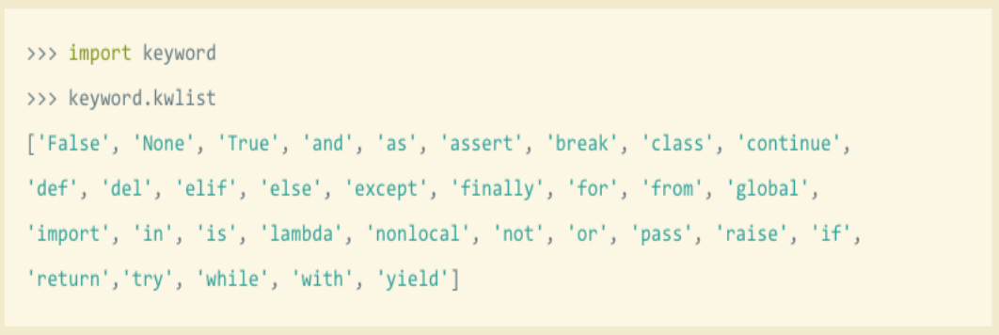 >>> import keyword
>>> keyword.kwlist
['False', 'None', 'True', 'and', 'as', 'assert', 'break', 'class', 'continue',
'def', 'del', 'elif', 'else', 'except', 'finally', 'for', 'from', 'global',
'import', 'in', 'is', 'lambda', 'nonlocal', 'not', 'or', 'pass', 'raise', 'if',
'return','try', 'while', 'with', 'yield']